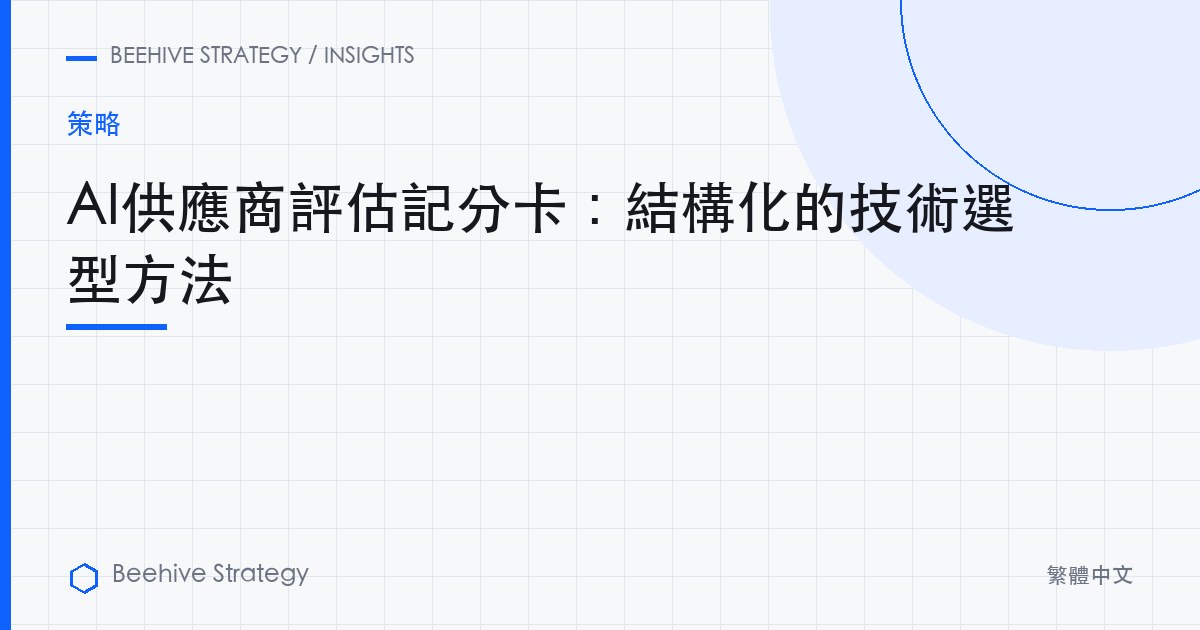 BEEHIVE STRATEGY / INSIGHTS
策略
AI供應商評估記分卡：結構化的技術選
型方法
Beehive Strategy
繁體中文